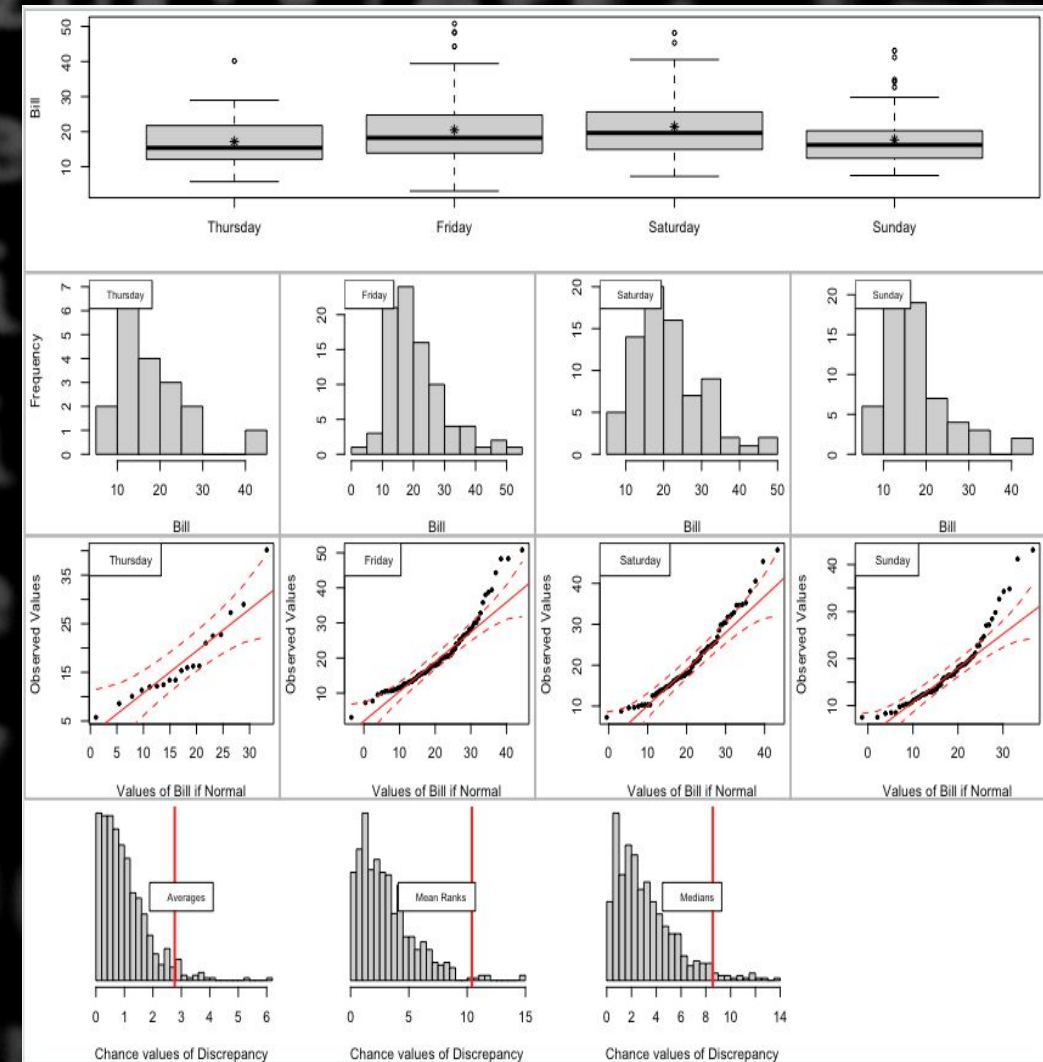 Bill
10 20 30 40 50
Thursday Friday Saturday Sunday
Frequency
Thursday
0 1 2 3 4 5 6 7
10 20 30 40
Bill
Friday
0 5 10 20
0 10 20 30 40 50
Bill
Saturday
0 5 10 15 20
10 20 30 40 50
Bill
Sunday
0 5 10 15 20
10 20 30 40
Bill
Observed Values
Thursday
5 15 25 35
0 5 10 15 20 25 30
Values of Bill if Normal
Observed Values
Friday
10 20 30 40 50
0 10 20 30 40
Values of Bill if Normal
Observed Values
Saturday
10 20 30 40
0 10 20 30 40
Values of Bill if Normal
Observed Values
Sunday
10 20 30 40
0 10 20 30
Values of Bill if Normal
Averages
0 1 2 3 4 5 6
Chance values of Discrepancy
Mean Ranks
0 5 10 15
Chance values of Discrepancy
Medians
0 2 4 6 8 10 14
Chance values of Discrepancy